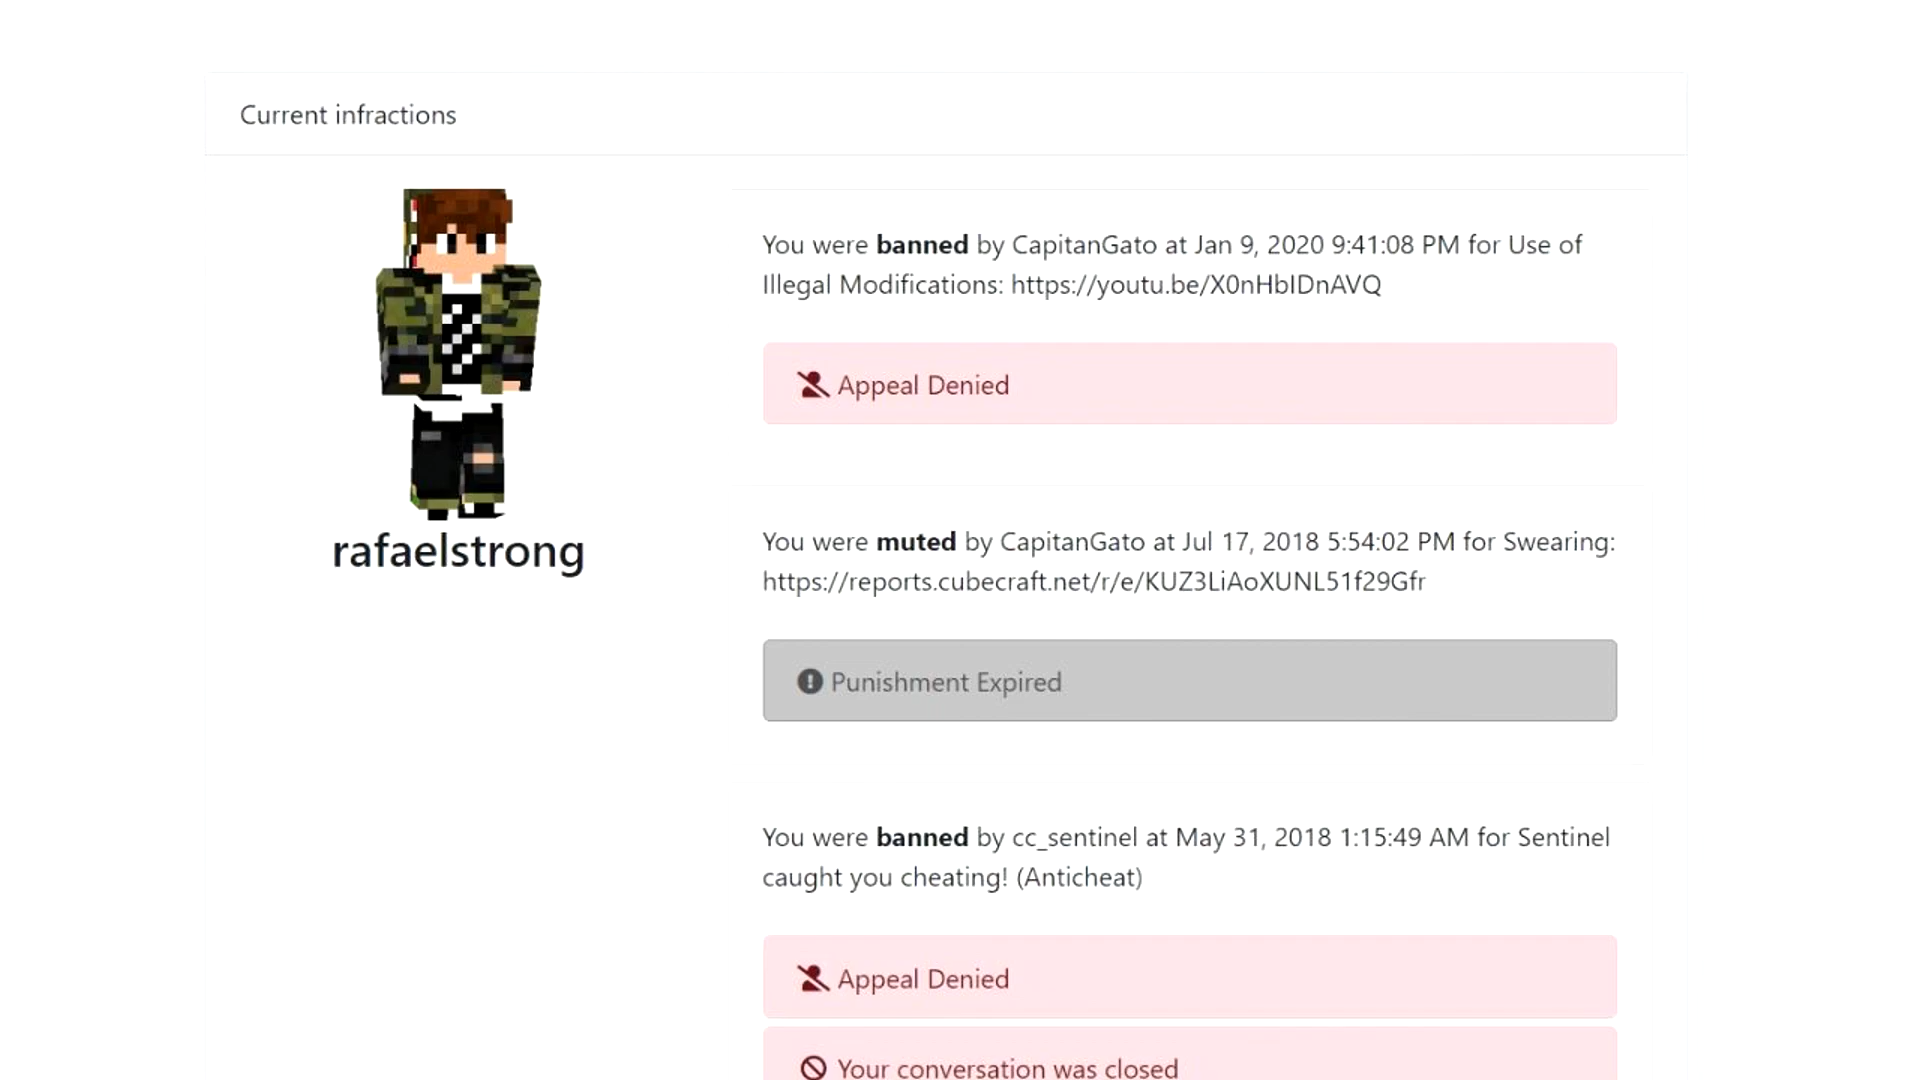 Current infractions
rafaelstrong
You were banned by CapitanGato at Jan 9, 2020 9:41:08 PM for Use of
Illegal Modifications: https://youtu.be/X0nHbIDnAVQ
Appeal Denied
You were muted by CapitanGato at Jul 17, 2018 5:54:02 PM for Swearing:
https://reports.cubecraft.net/r/e/KUZ3LiAoXUNL51f29Gfr
Punishment Expired
You were banned by cc_sentinel at May 31, 2018 1:15:49 AM for Sentinel
caught you cheating! (Anticheat)
Appeal Denied
Your conversation was closed